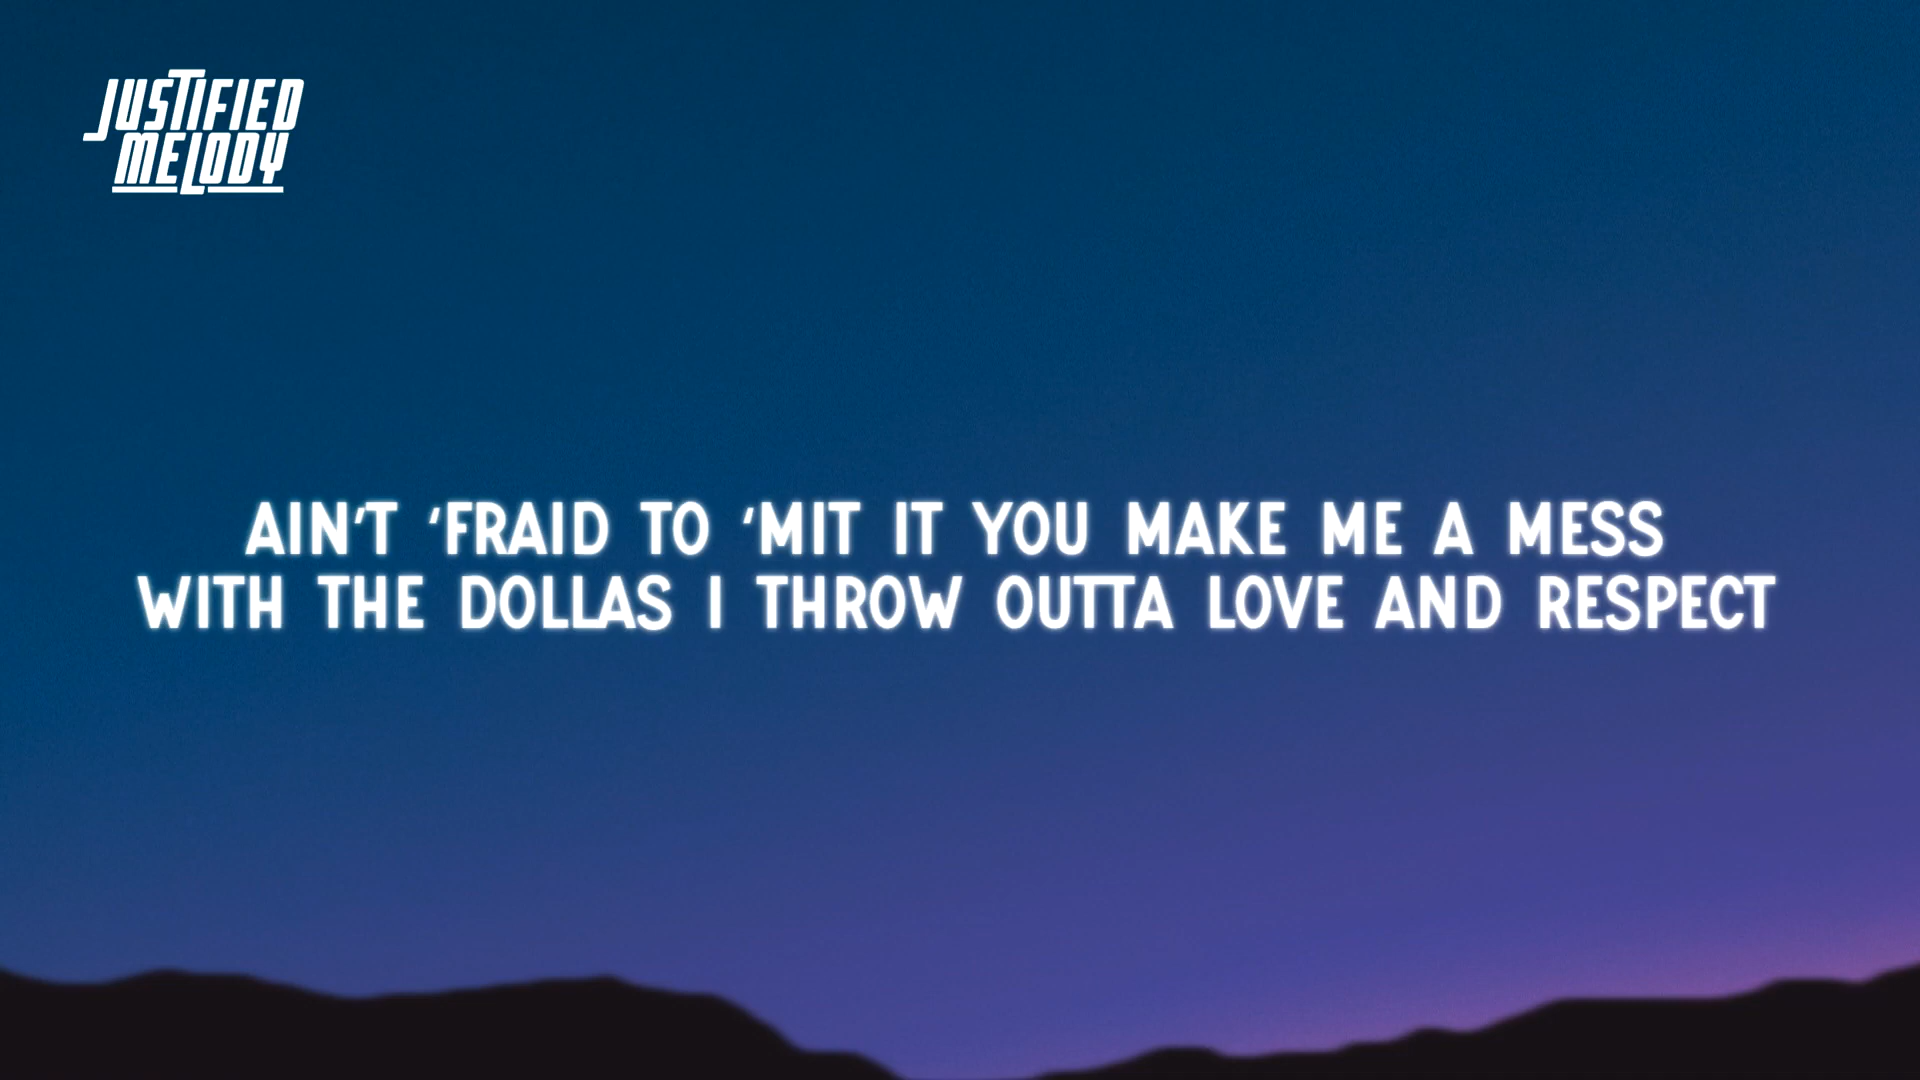 JUSTIFIED
MELODY
AIN'T 'FRAID TO 'MIT IT YOU MAKE ME A MESS
WITH THE DOLLAS I THROW OUTTA LOVE AND RESPECT